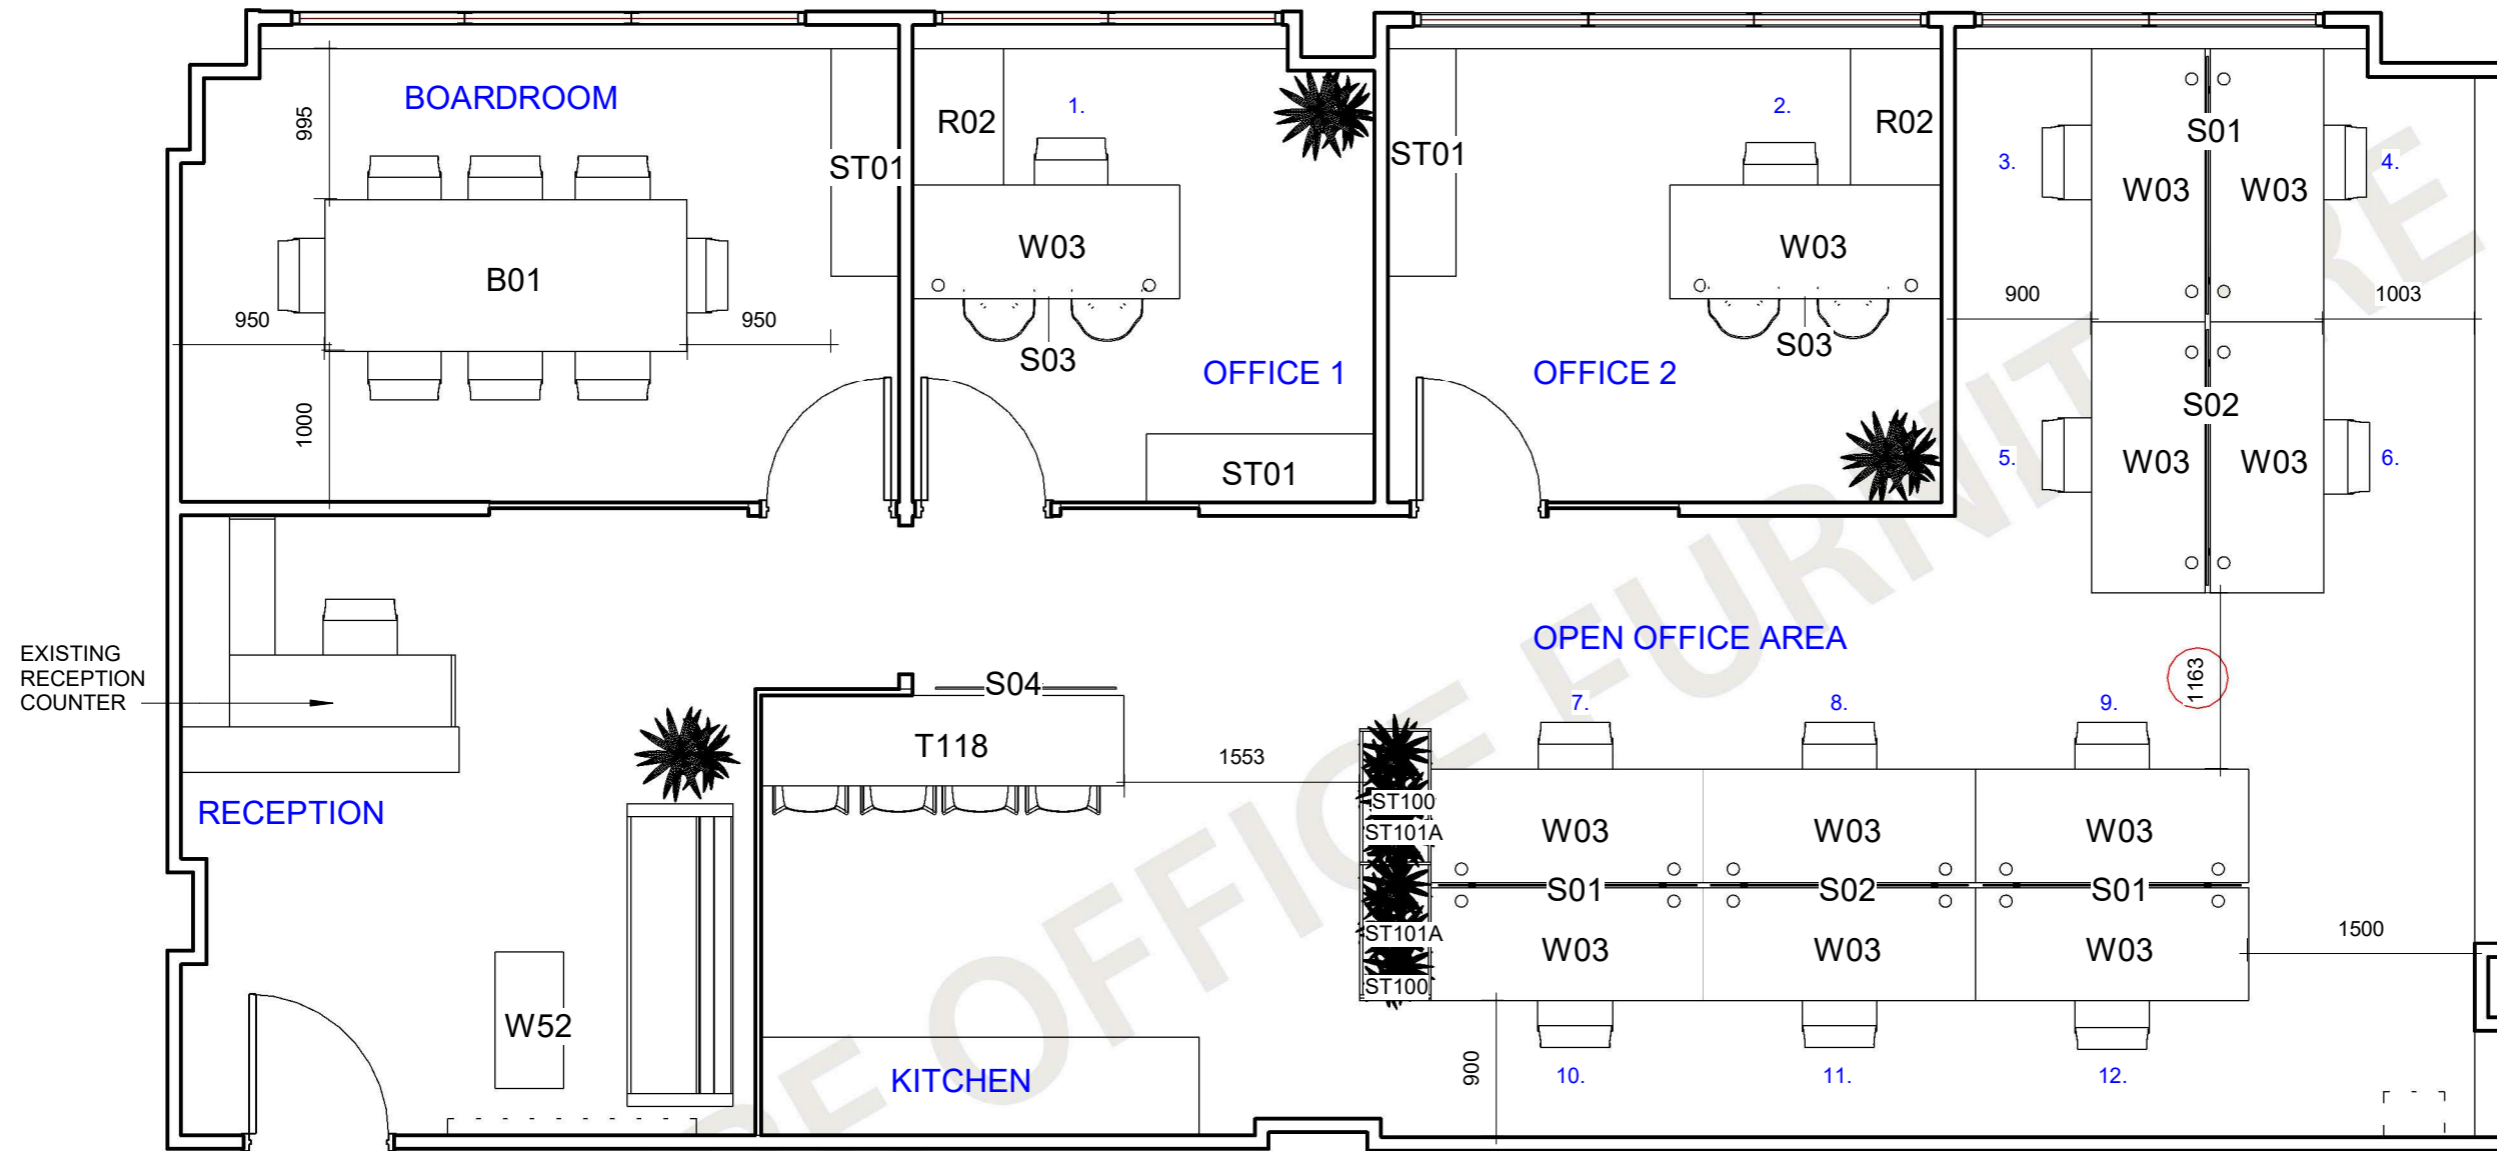 BOARDROOM
995
ST01
B01
950
950
1000
R02
1.
W03
S03
OFFICE 1
ST01
ST01
2.
R02
W03
S03
OFFICE 2
S01
3.
W03
W03
4.
900
1003
S02
5.
W03
W03
6.
EXISTING
RECEPTION
COUNTER
RECEPTION
W52
S04
T118
1553
KITCHEN
OPEN OFFICE AREA
1163
7.
8.
9.
ST100
ST101A
ST101A
ST100
W03
W03
W03
S01
S02
S01
W03
W03
W03
1500
900
10.
11.
12.
RE OFFICE FURNITURE